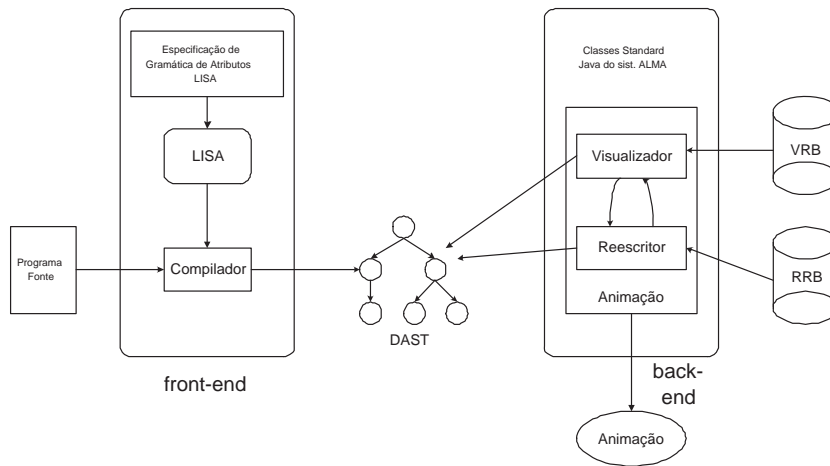 Especificação de
Gramática de Atributos
LISA
LISA
Programa
Fonte
Compilador
front-end
DAST
Classes Standard
Java do sist. ALMA
Visualizador
Reescritor
Animação
back-
end
Animação
VRB
RRB